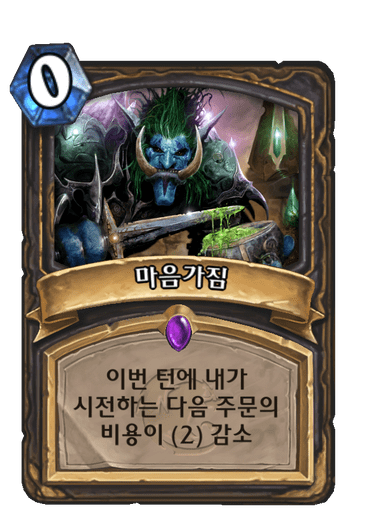 0
마음가짐
이번 턴에 내가
시전하는 다음 주문의
비용이 (2) 감소